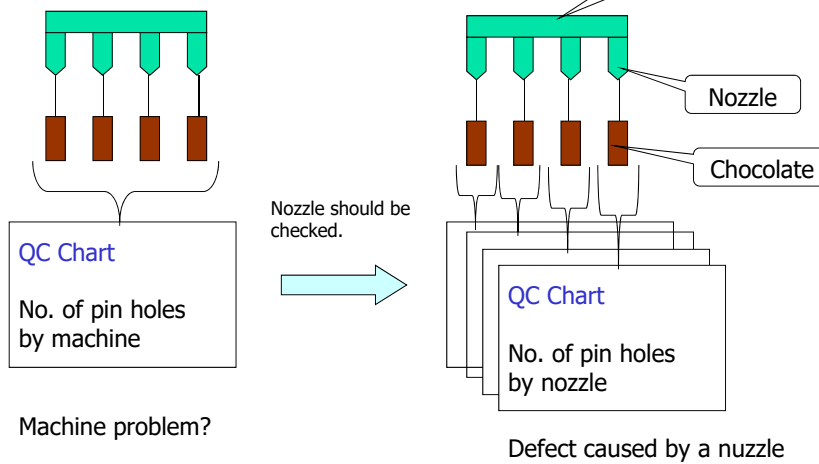 Nozzle
Chocolate
Nozzle should be
checked.
QC Chart
No. of pin holes
by machine
QC Chart
No. of pin holes
by nozzle
Machine problem?
Defect caused by a nuzzle